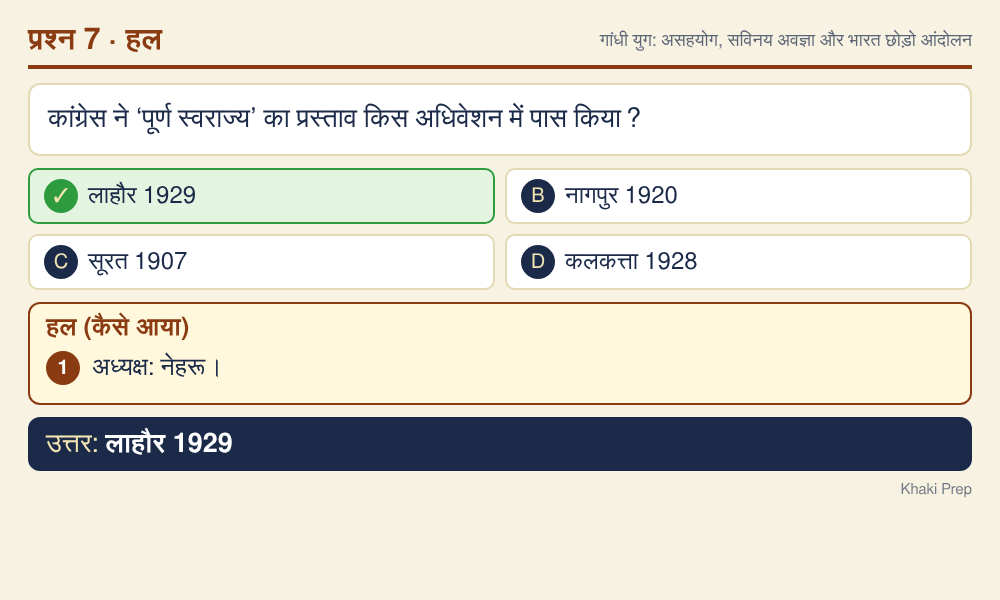 प्रश्न 7 · हल
गांधी युग: असहयोग, सविनय अवज्ञा और भारत छोड़ो आंदोलन
कांग्रेस ने ‘पूर्ण स्वराज्य’ का प्रस्ताव किस अधिवेशन में पास किया ?
✓ लाहौर 1929
B नागपुर 1920
C सूरत 1907
D कलकत्ता 1928
हल (कैसे आया)
1 अध्यक्ष: नेहरू ।
उत्तर: लाहौर 1929
Khaki Prep